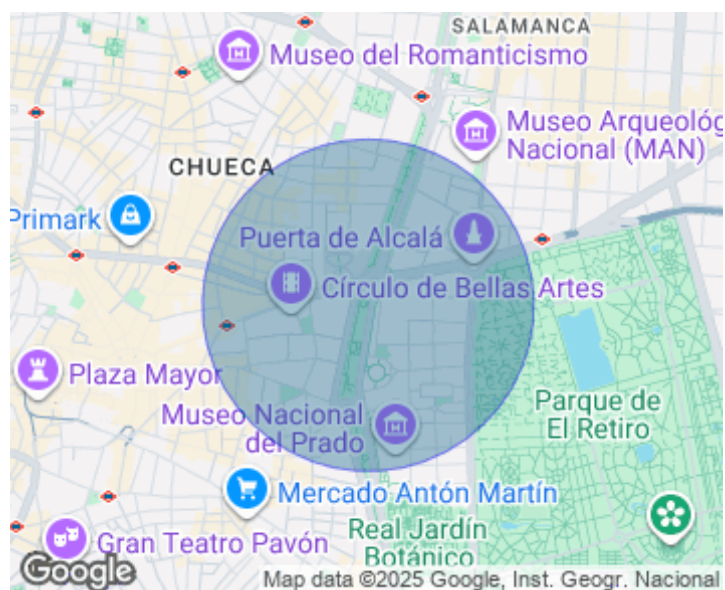 SALAMANCA
Museo del Romanticismo
Museo Arqueológ
Nacional (MAN)
CHUECA
Primark
Puerta de Alcalá
Círculo de Bellas Artes
Plaza Mayor
Museo Nacional
del Prado
Parque de
El Retiro
Mercado Antón Martín
Real Jardín
Botánico
Gran Teatro Pavón
Google
Map data ©2025 Google, Inst. Geogr. Nacional